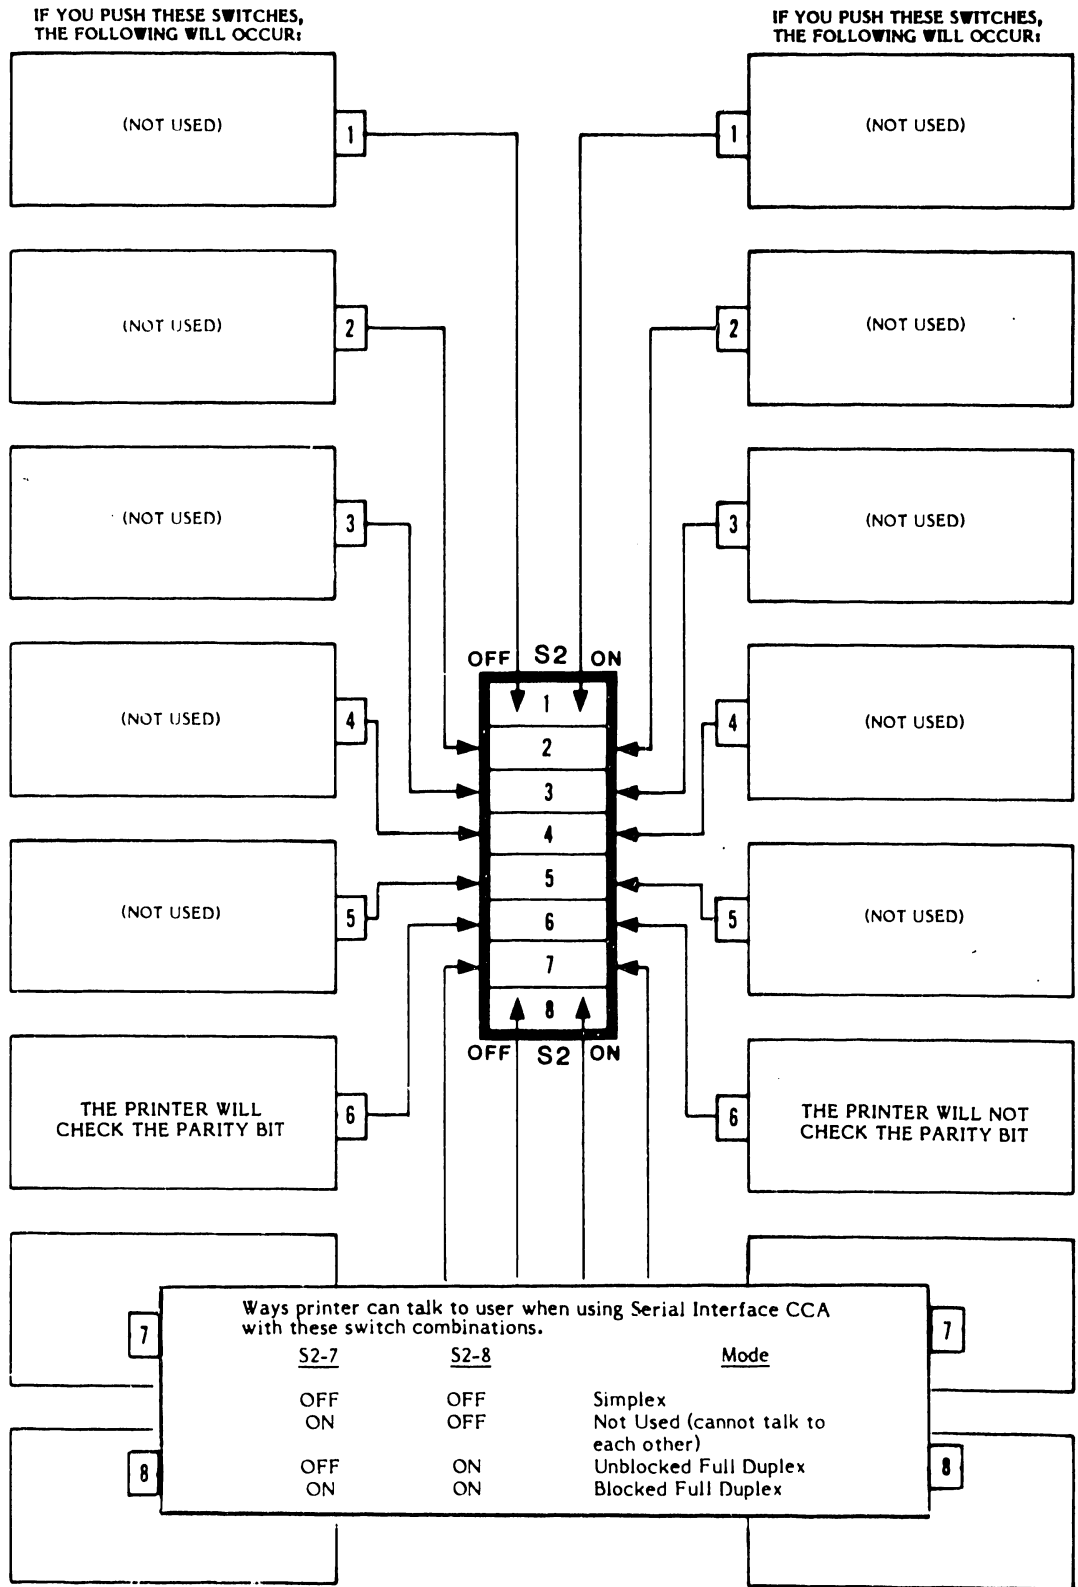 IF YOU PUSH THESE SWITCHES,
THE FOLLOWING WILL OCCUR:
IF YOU PUSH THESE SWITCHES,
THE FOLLOWING WILL OCCUR:
(NOT USED)
1
1
(NOT USED)
(NOT USED)
2
2
(NOT USED)
(NOT USED)
3
3
(NOT USED)
(NOT USED)
4
4
(NOT USED)
(NOT USED)
5
5
(NOT USED)
OFF S2 ON
1
2
3
4
5
6
7
8
OFF S2 ON
THE PRINTER WILL
CHECK THE PARITY BIT
6
6
THE PRINTER WILL NOT
CHECK THE PARITY BIT
7
7
8
8
Ways printer can talk to user when using Serial Interface CCA
with these switch combinations.
S2-7 S2-8 Mode
OFF OFF Simplex
ON OFF Not Used (cannot talk to
each other)
OFF ON Unblocked Full Duplex
ON ON Blocked Full Duplex